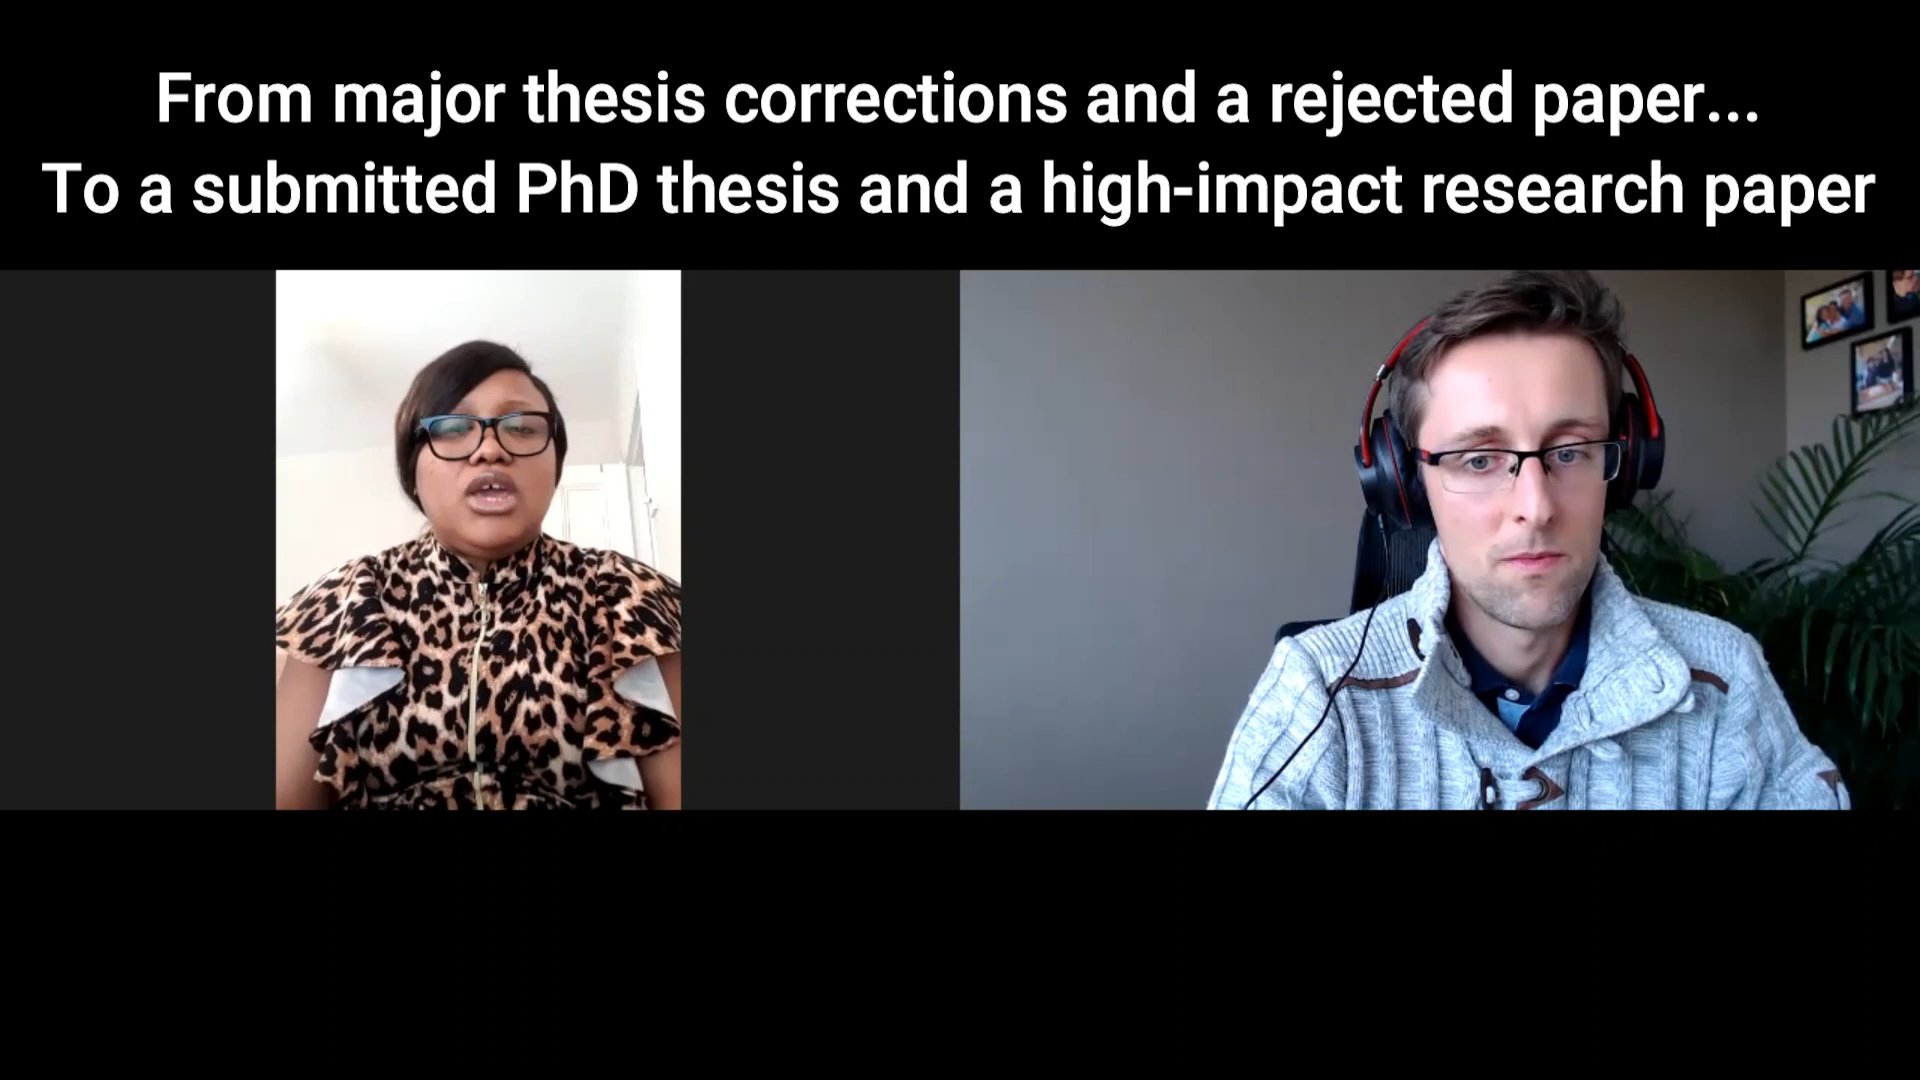 From major thesis corrections and a rejected paper...
To a submitted PhD thesis and a high-impact research paper